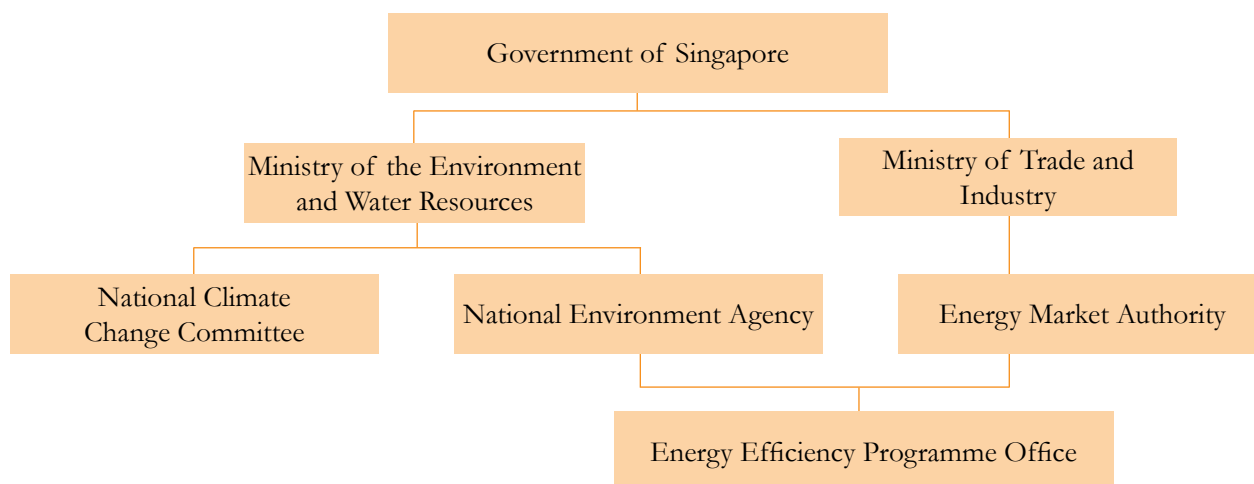 Government of Singapore
Ministry of the Environment
and Water Resources
Ministry of Trade and
Industry
National Climate
Change Committee
National Environment Agency
Energy Market Authority
Energy Efficiency Programme Office